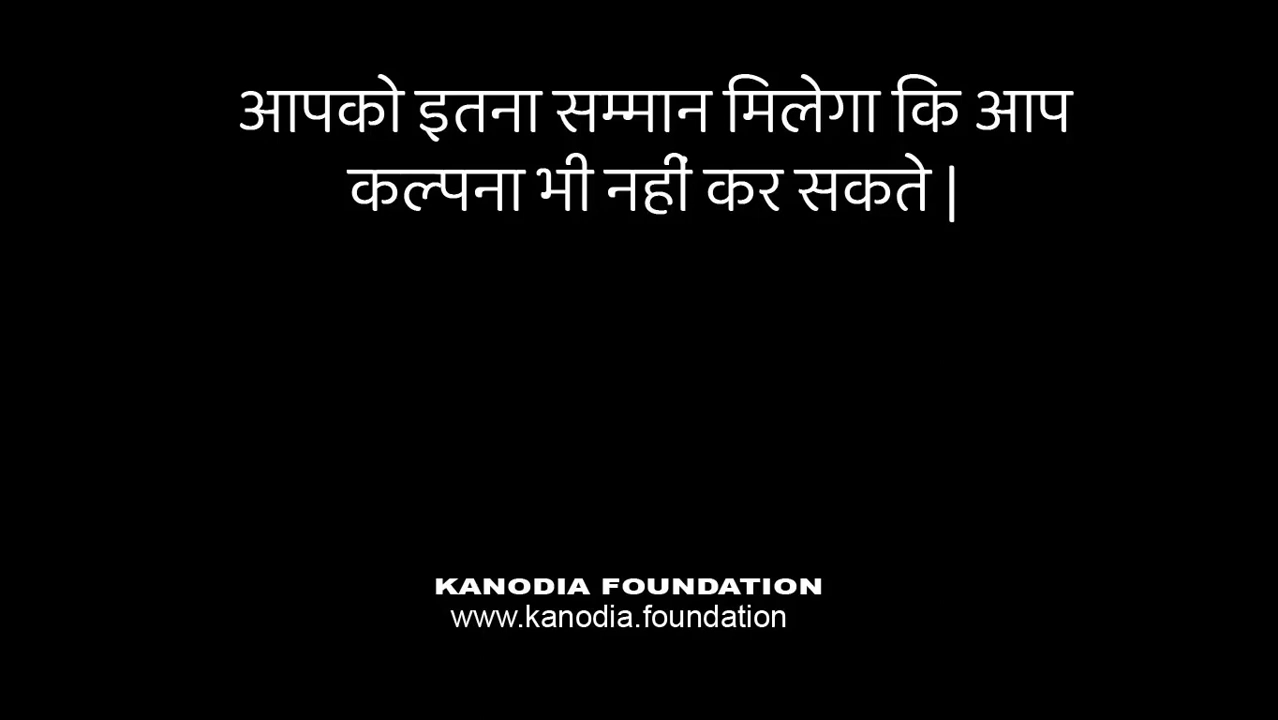 आपको इतना सम्मान मिलेगा कि आप
कल्पना भी नहीं कर सकते |
KANODIA FOUNDATION
www.kanodia.foundation